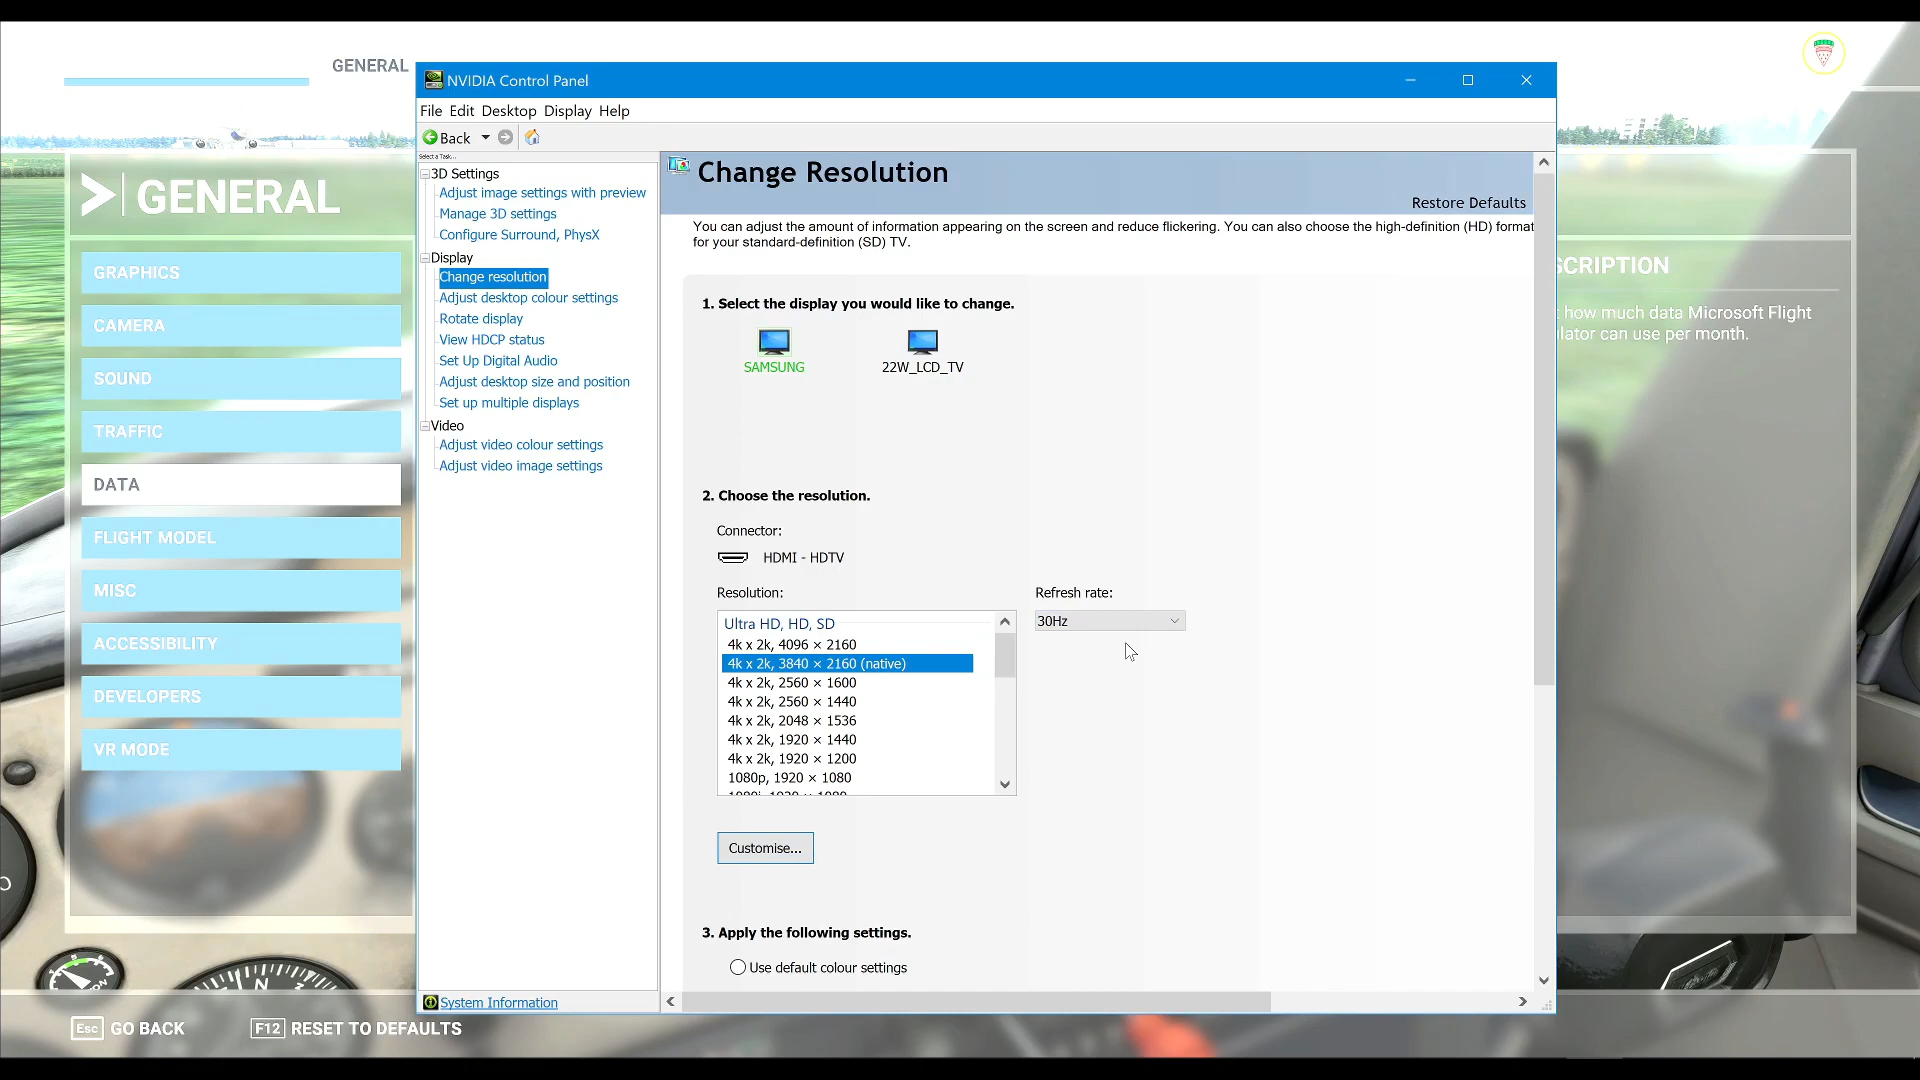 GENERAL
NVIDIA Control Panel
File Edit Desktop Display Help
Back
Select a Task...
3D Settings
Adjust image settings with preview
Manage 3D settings
Configure Surround, PhysX
Display
Change resolution
Adjust desktop colour settings
Rotate display
View HDCP status
Set Up Digital Audio
Adjust desktop size and position
Set up multiple displays
Video
Adjust video colour settings
Adjust video image settings
System Information
Change Resolution
Restore Defaults
You can adjust the amount of information appearing on the screen and reduce flickering. You can also choose the high-definition (HD) format
for your standard-definition (SD) TV.
1. Select the display you would like to change.
SAMSUNG
22W_LCD_TV
2. Choose the resolution.
Connector:
HDMI - HDTV
Resolution:
Refresh rate:
Ultra HD, HD, SD
30Hz
4k x 2k, 4096 × 2160
4k x 2k, 3840 × 2160 (native)
4k x 2k, 2560 × 1600
4k x 2k, 2560 × 1440
4k x 2k, 2048 × 1536
4k x 2k, 1920 × 1440
4k x 2k, 1920 × 1200
1080p, 1920 × 1080
1080i, 1920 × 1080
Customise...
3. Apply the following settings.
Use default colour settings
GENERAL
GRAPHICS
CAMERA
SOUND
TRAFFIC
DATA
FLIGHT MODEL
MISC
ACCESSIBILITY
DEVELOPERS
VR MODE
SCRIPTION
how much data Microsoft Flight
lator can use per month.
N
Esc GO BACK
F12 RESET TO DEFAULTS